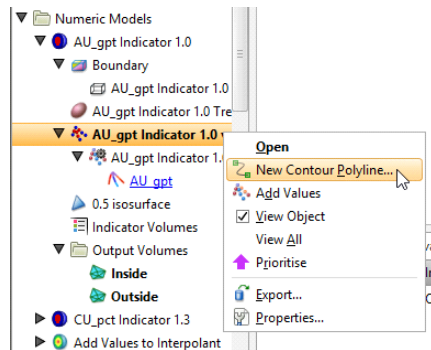 Numeric Models
AU_gpt Indicator 1.0
Boundary
AU_gpt Indicator 1.0
AU_gpt Indicator 1.0 Tre
AU_gpt Indicator 1.0 v
AU_gpt Indicator 1.
AU_gpt
0.5 isosurface
Indicator Volumes
Output Volumes
Inside
Outside
CU_pct Indicator 1.3
Add Values to Interpolant
Open
New Contour Polyline...
Add Values
View Object
View All
Prioritise
Export...
Properties...